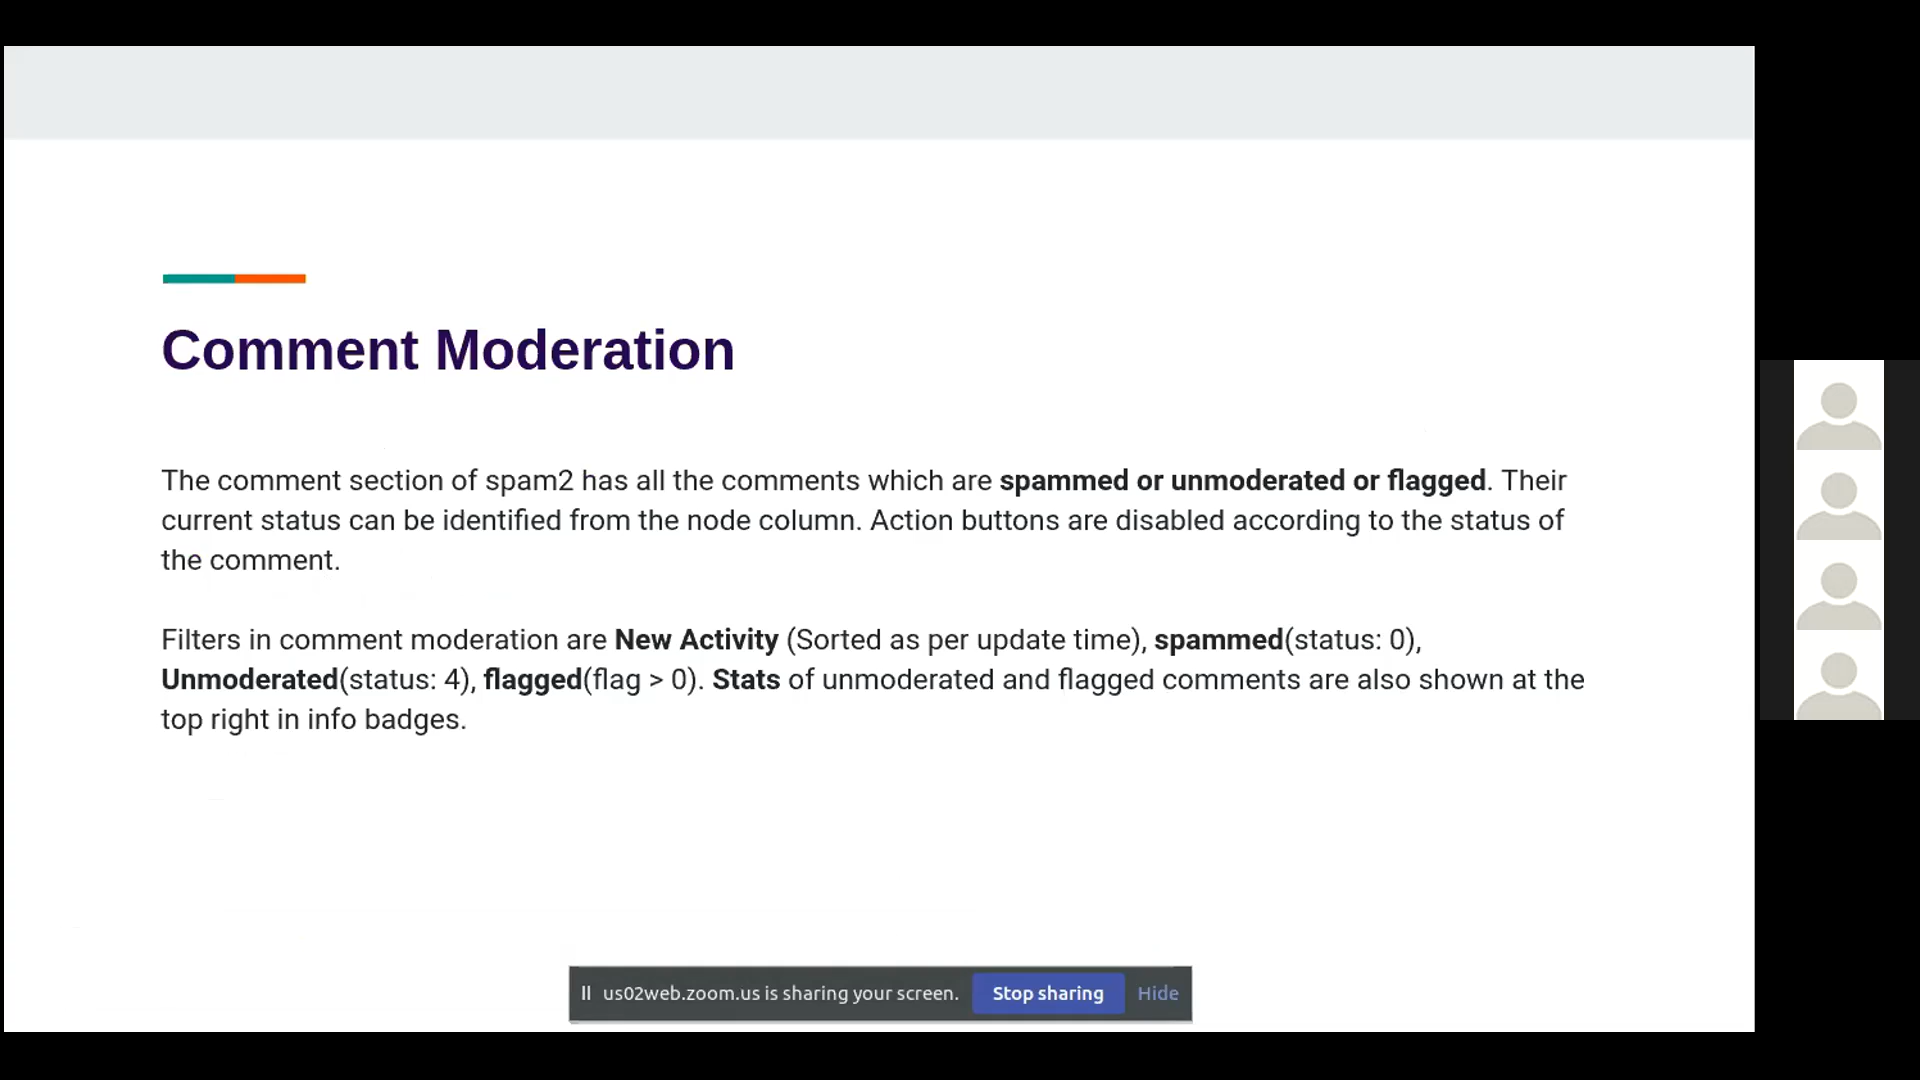 Comment Moderation
The comment section of spam2 has all the comments which are spammed or unmoderated or flagged. Their
current status can be identified from the node column. Action buttons are disabled according to the status of
the comment.
Filters in comment moderation are New Activity (Sorted as per update time), spammed(status: 0),
Unmoderated(status: 4), flagged(flag > 0). Stats of unmoderated and flagged comments are also shown at the
top right in info badges.
us02web.zoom.us is sharing your screen. Stop sharing Hide